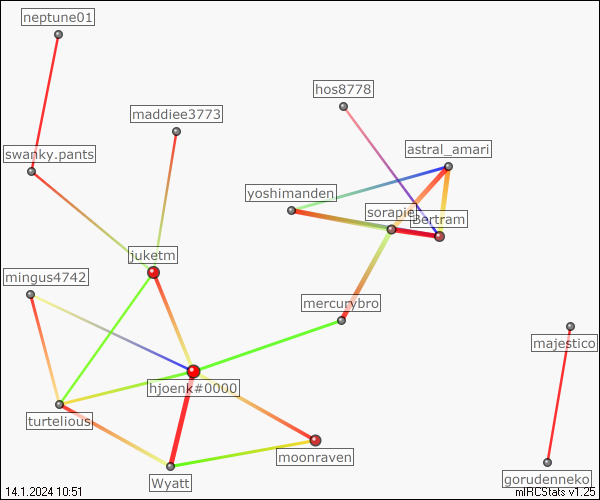 neptune01
hos8778
maddiee3773
swanky.pants
astral_amari
yoshimanden
sorapie
Bertram
juketm
mingus4742
mercurybro
majestico
hjoenk#0000
turtelious
moonraven
Wyatt
gorudenneko
14.1.2024 10:51
mIRCStats v1.25